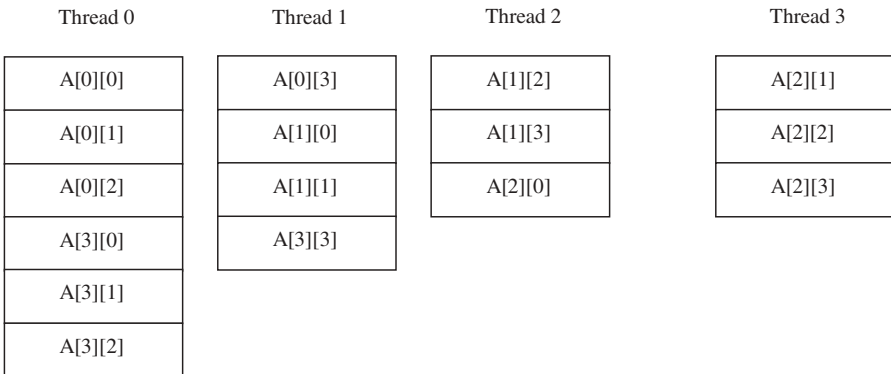 Thread 0 Thread 1 Thread 2 Thread 3
A[0][0] A[0][3] A[1][2] A[2][1]
A[0][1] A[1][0] A[1][3] A[2][2]
A[0][2] A[1][1] A[2][0] A[2][3]
A[3][0] A[3][3]
A[3][1]
A[3][2]